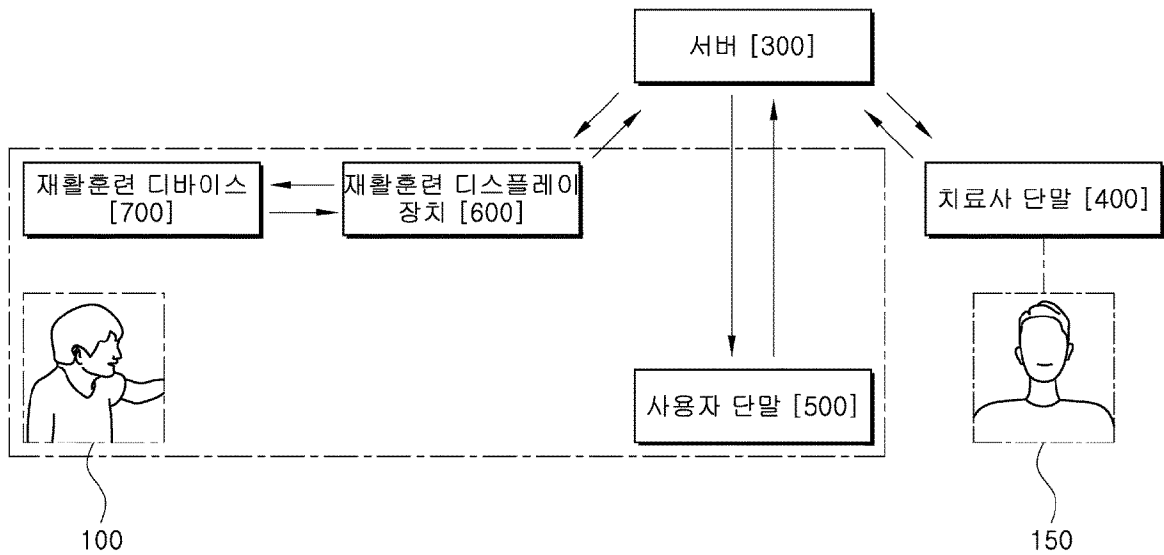 서버 [300]
재활훈련 디바이스
[700]
재활훈련 디스플레이
장치 [600]
치료사 단말 [400]
사용자 단말 [500]
100
150